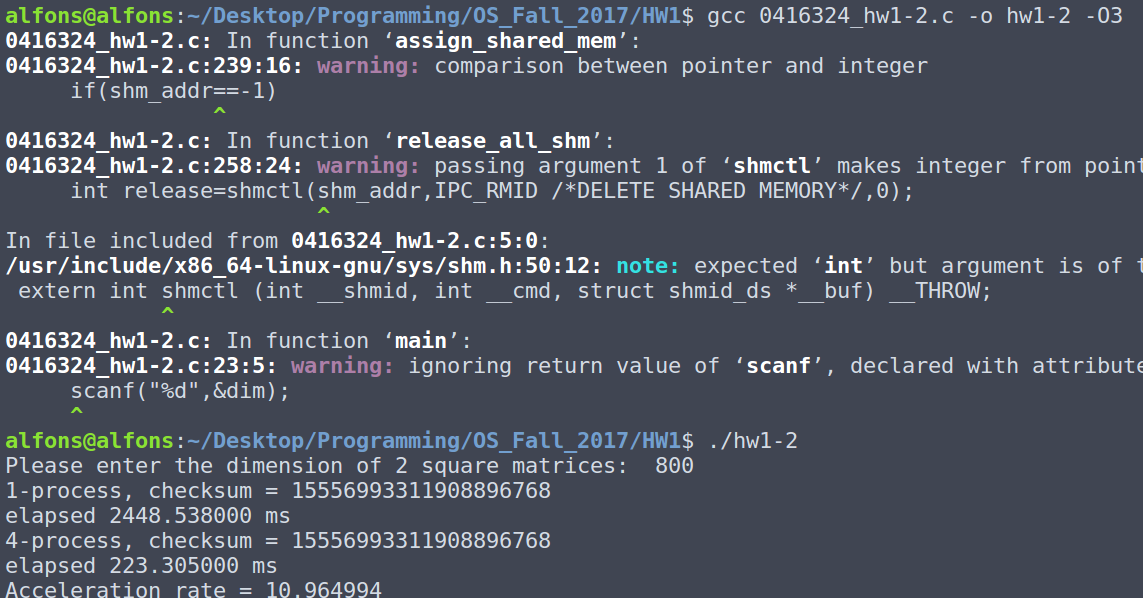 alfons@alfons:~/Desktop/Programming/OS_Fall_2017/HW1$ gcc 0416324_hw1-2.c -o hw1-2 -O3
0416324_hw1-2.c: In function ‘assign_shared_mem’:
0416324_hw1-2.c:239:16: warning: comparison between pointer and integer
     if(shm_addr==-1)
                ^
0416324_hw1-2.c: In function ‘release_all_shm’:
0416324_hw1-2.c:258:24: warning: passing argument 1 of ‘shmctl’ makes integer from point
     int release=shmctl(shm_addr,IPC_RMID /*DELETE SHARED MEMORY*/,0);
                        ^
In file included from 0416324_hw1-2.c:5:0:
/usr/include/x86_64-linux-gnu/sys/shm.h:50:12: note: expected ‘int’ but argument is of t
 extern int shmctl (int __shmid, int __cmd, struct shmid_ds *__buf) __THROW;
            ^
0416324_hw1-2.c: In function ‘main’:
0416324_hw1-2.c:23:5: warning: ignoring return value of ‘scanf’, declared with attribute
     scanf("%d",&dim);
     ^
alfons@alfons:~/Desktop/Programming/OS_Fall_2017/HW1$ ./hw1-2
Please enter the dimension of 2 square matrices:  800
1-process, checksum = 15556993311908896768
elapsed 2448.538000 ms
4-process, checksum = 15556993311908896768
elapsed 223.305000 ms
Acceleration rate = 10.964994